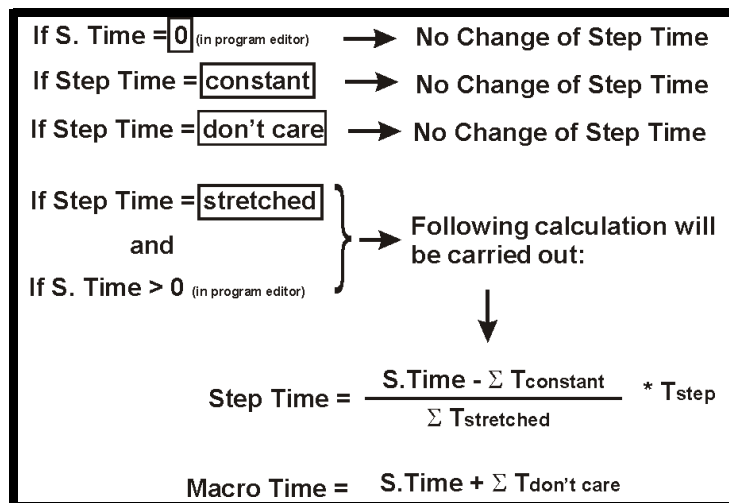 If S. Time = 0 (in program editor) → No Change of Step Time
If Step Time = constant → No Change of Step Time
If Step Time = don't care → No Change of Step Time
If Step Time = stretched
and
If S. Time > 0 (in program editor)
Following calculation will
be carried out:
Step Time = S.Time - Σ Tconstant / Σ Tstretched * Tstep
Macro Time = S.Time + Σ Tdon't care